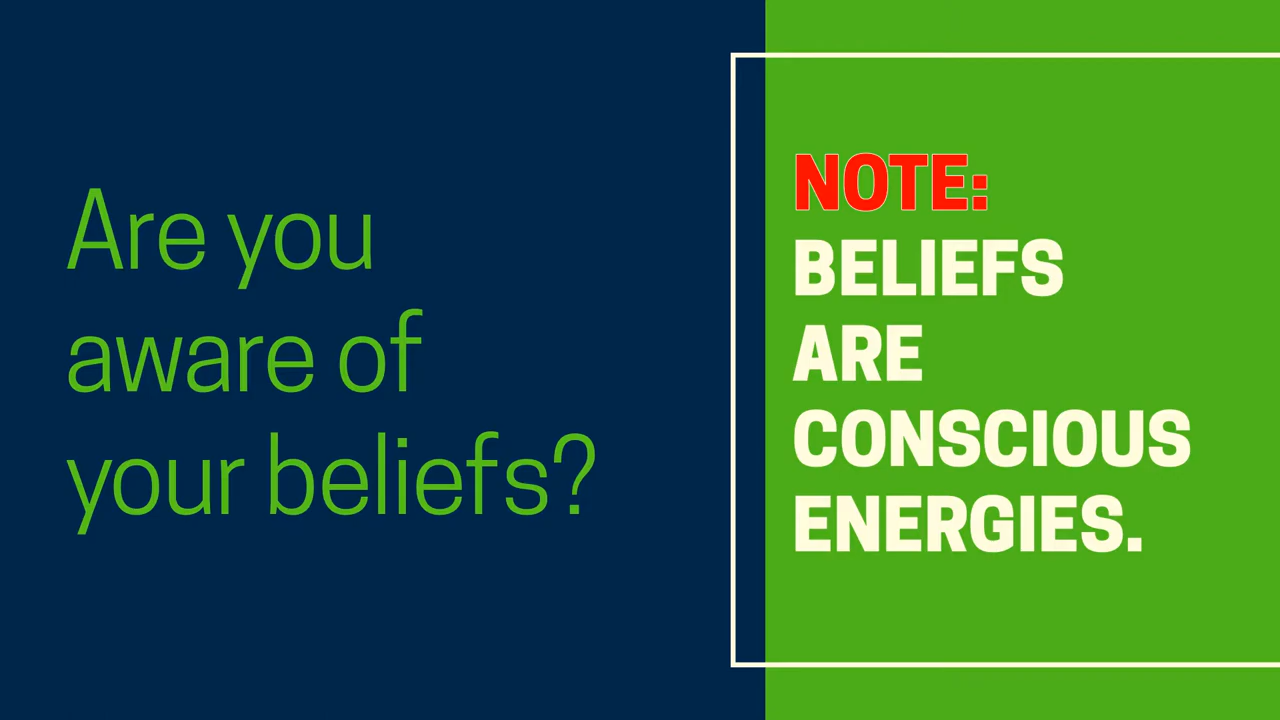 Are you
aware of
your beliefs?
NOTE:
BELIEFS
ARE
CONSCIOUS
ENERGIES.